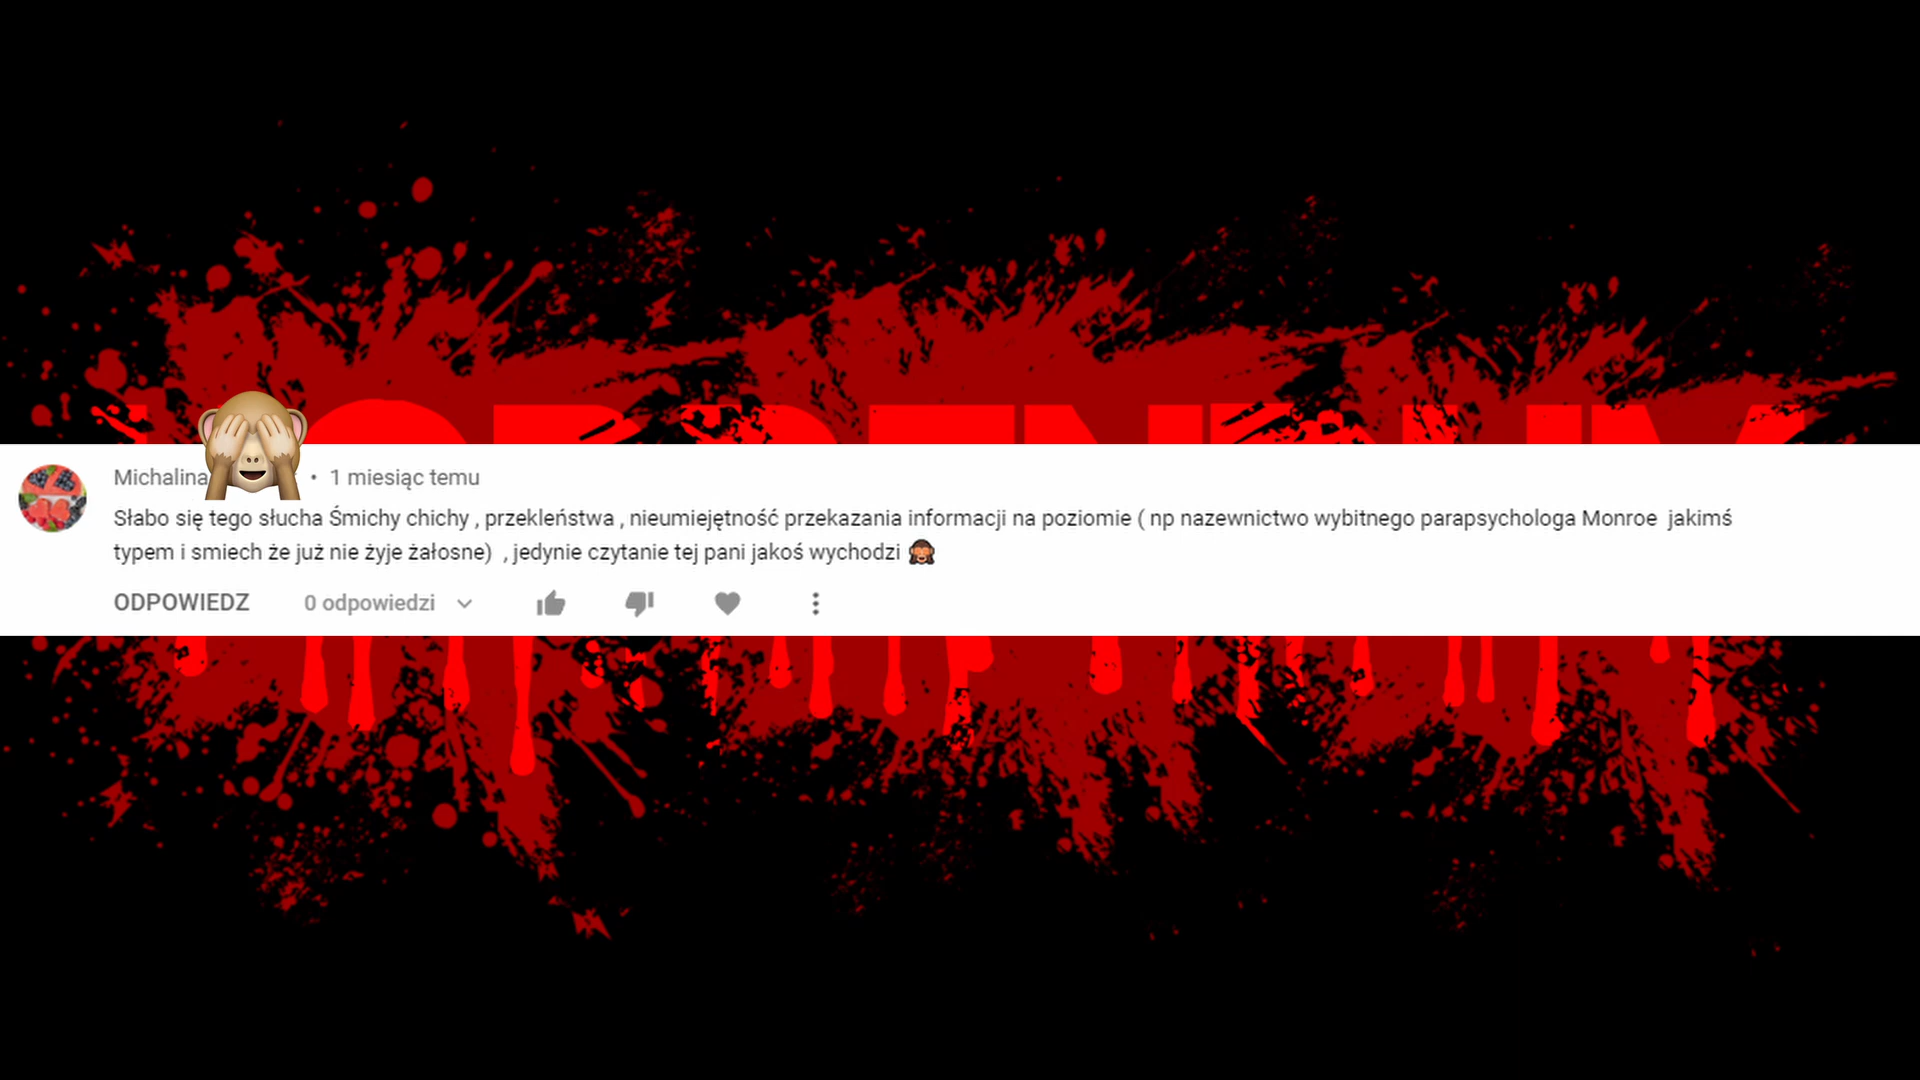 Michalina • 1 miesiąc temu
Słabo się tego słucha Śmichy chichy , przekleństwa , nieumiejętność przekazania informacji na poziomie ( np nazewnictwo wybitnego parapsychologa Monroe jakimś
typem i smiech że już nie żyje żałosne) , jedynie czytanie tej pani jakoś wychodzi 🙈
ODPOWIEDZ 0 odpowiedzi